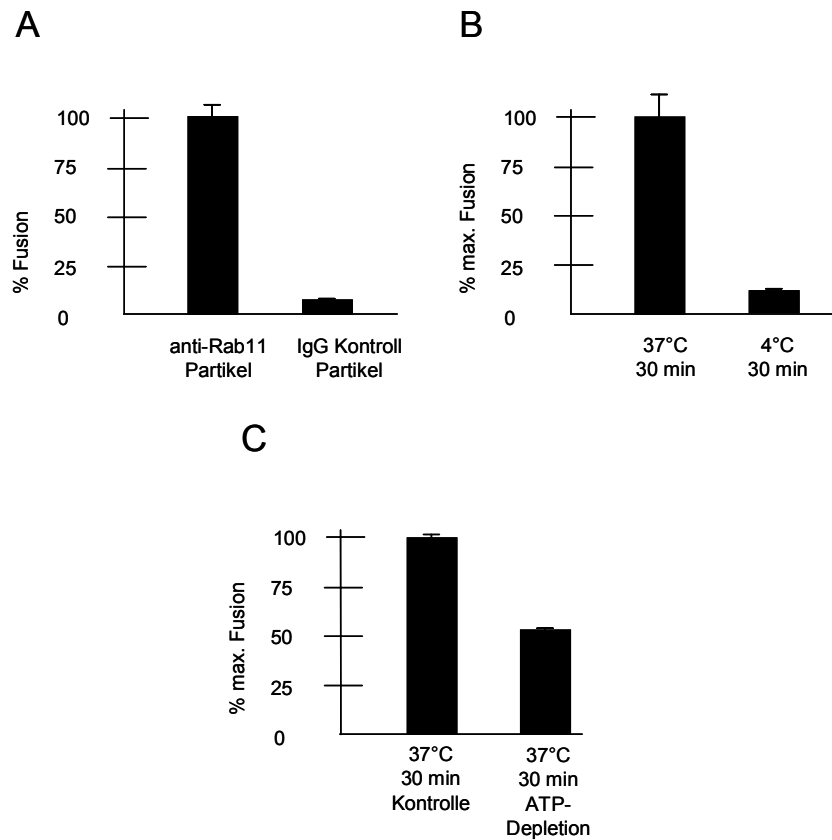 A
% Fusion
100
75
50
25
0
anti-Rab11
Partikel
IgG Kontroll
Partikel
B
% max. Fusion
100
75
50
25
0
37°C
30 min
4°C
30 min
C
% max. Fusion
100
75
50
25
0
37°C
30 min
Kontrolle
37°C
30 min
ATP-
Depletion